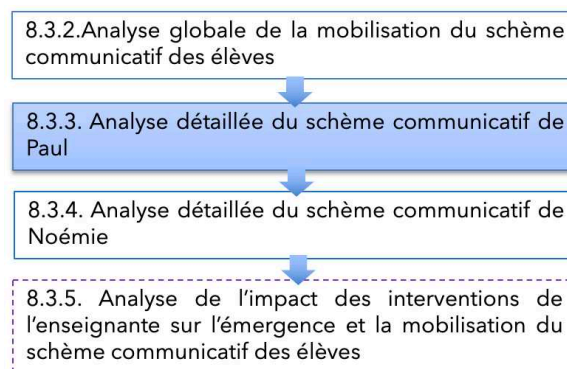 8.3.2.Analyse globale de la mobilisation du schème
communicatif des élèves
8.3.3. Analyse détaillée du schème communicatif de
Paul
8.3.4. Analyse détaillée du schème communicatif de
Noémie
8.3.5. Analyse de l'impact des interventions de
l'enseignante sur l'émergence et la mobilisation du
schème communicatif des élèves